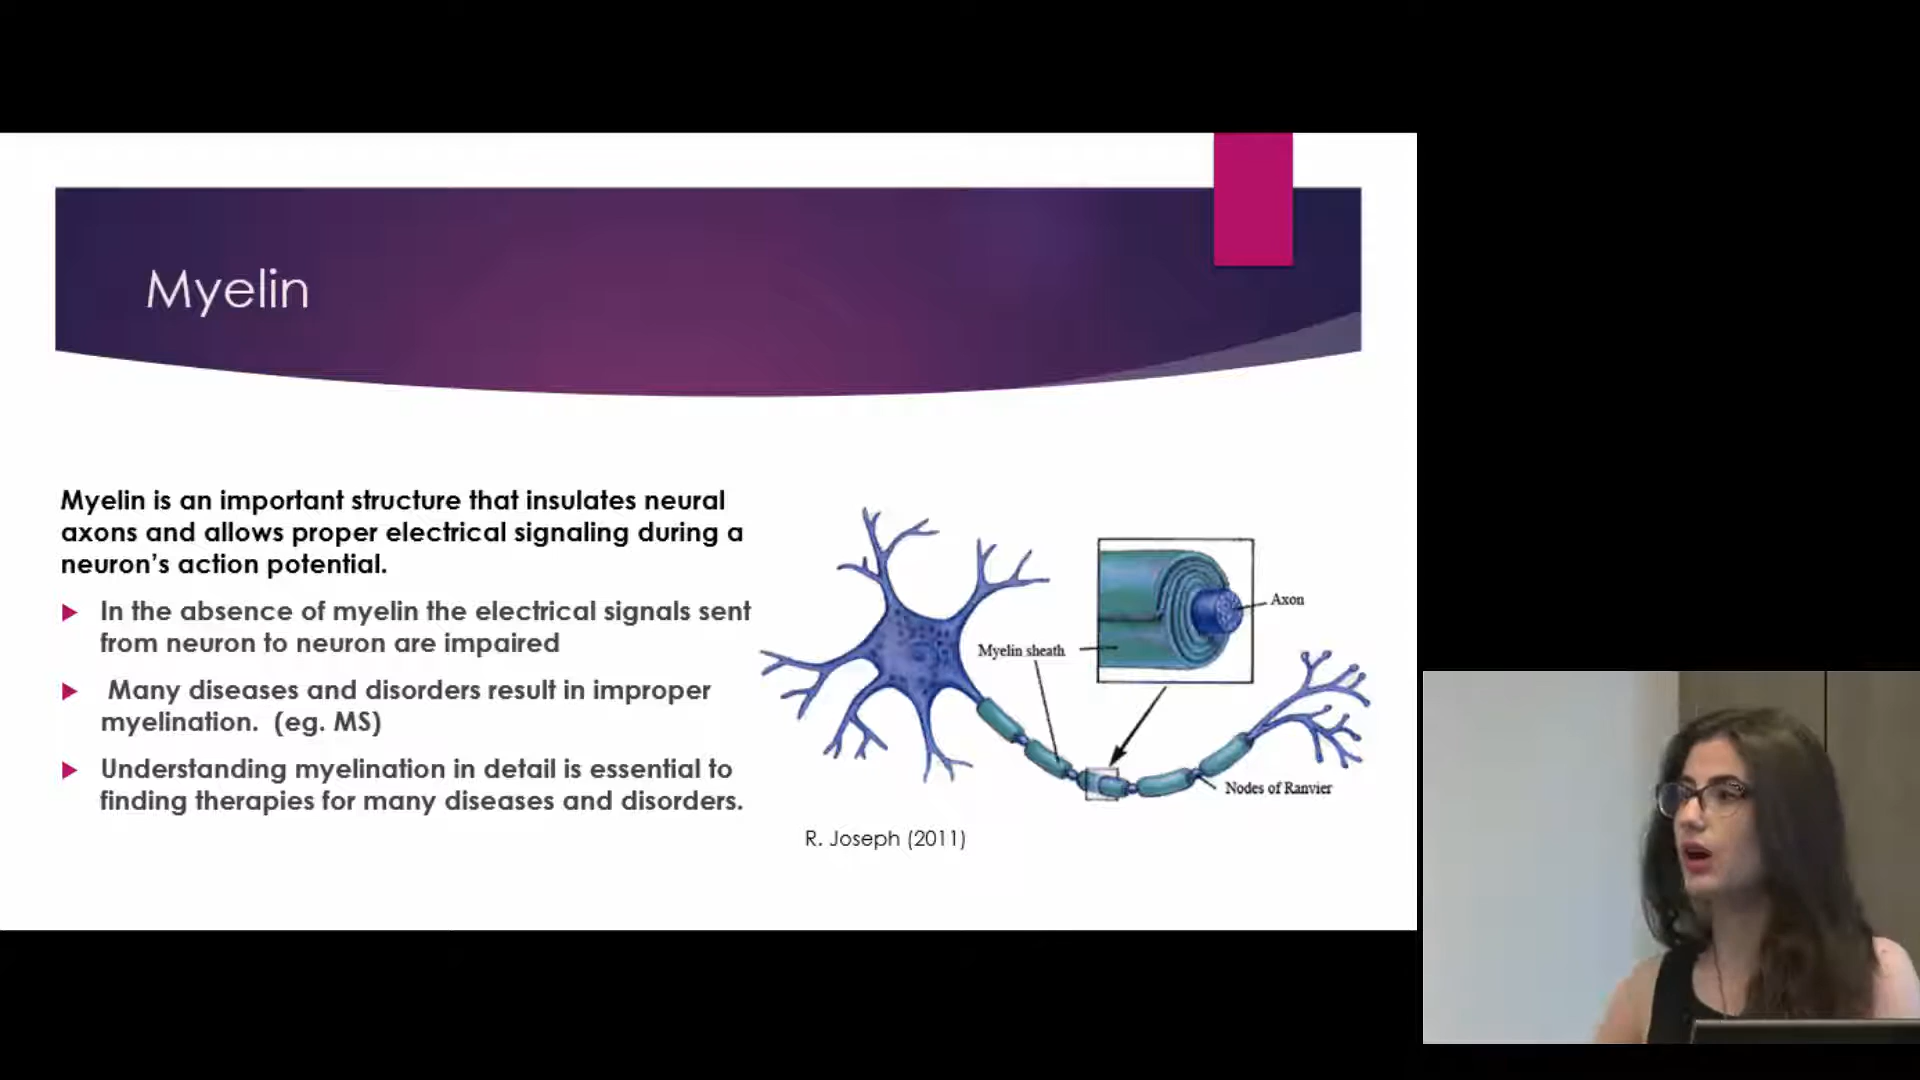 Myelin
Myelin is an important structure that insulates neural
axons and allows proper electrical signaling during a
neuron's action potential.
In the absence of myelin the electrical signals sent
from neuron to neuron are impaired
Many diseases and disorders result in improper
myelination. (eg. MS)
Understanding myelination in detail is essential to
finding therapies for many diseases and disorders.
Axon
Myelin sheath
Nodes of Ranvier
R. Joseph (2011)